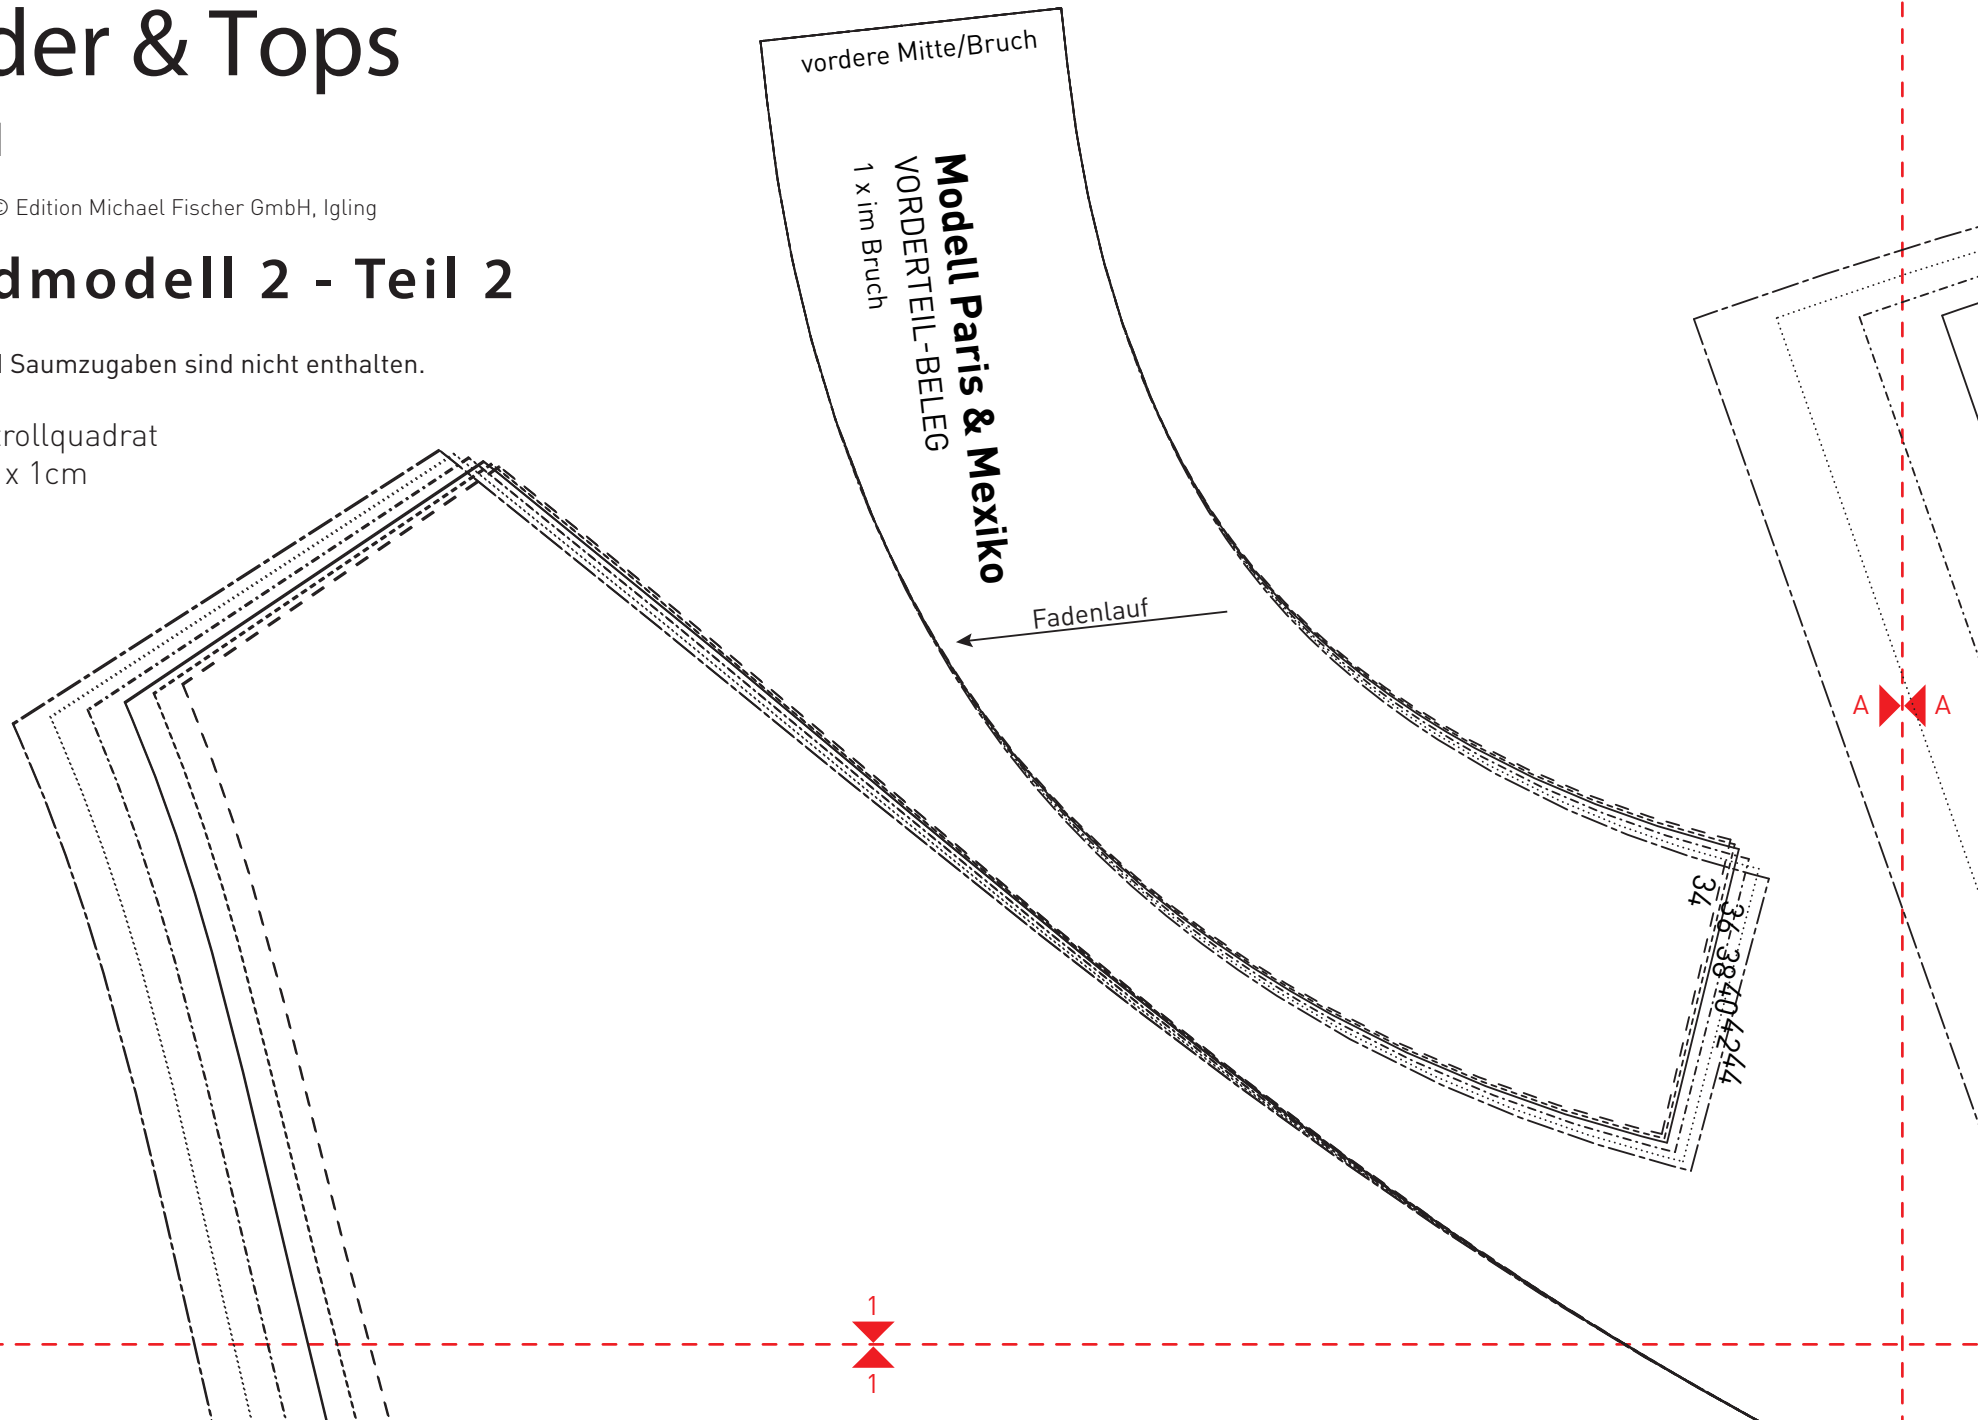 der & Tops
© Edition Michael Fischer GmbH, Igling
dmodell 2 - Teil 2
Saumzugaben sind nicht enthalten.
rollquadrat
x 1cm
vordere Mitte/Bruch
Modell Paris & Mexiko
VORDERTEIL-BELEG
1 x im Bruch
Fadenlauf
34
36
38
40
42
44
A A
1
1